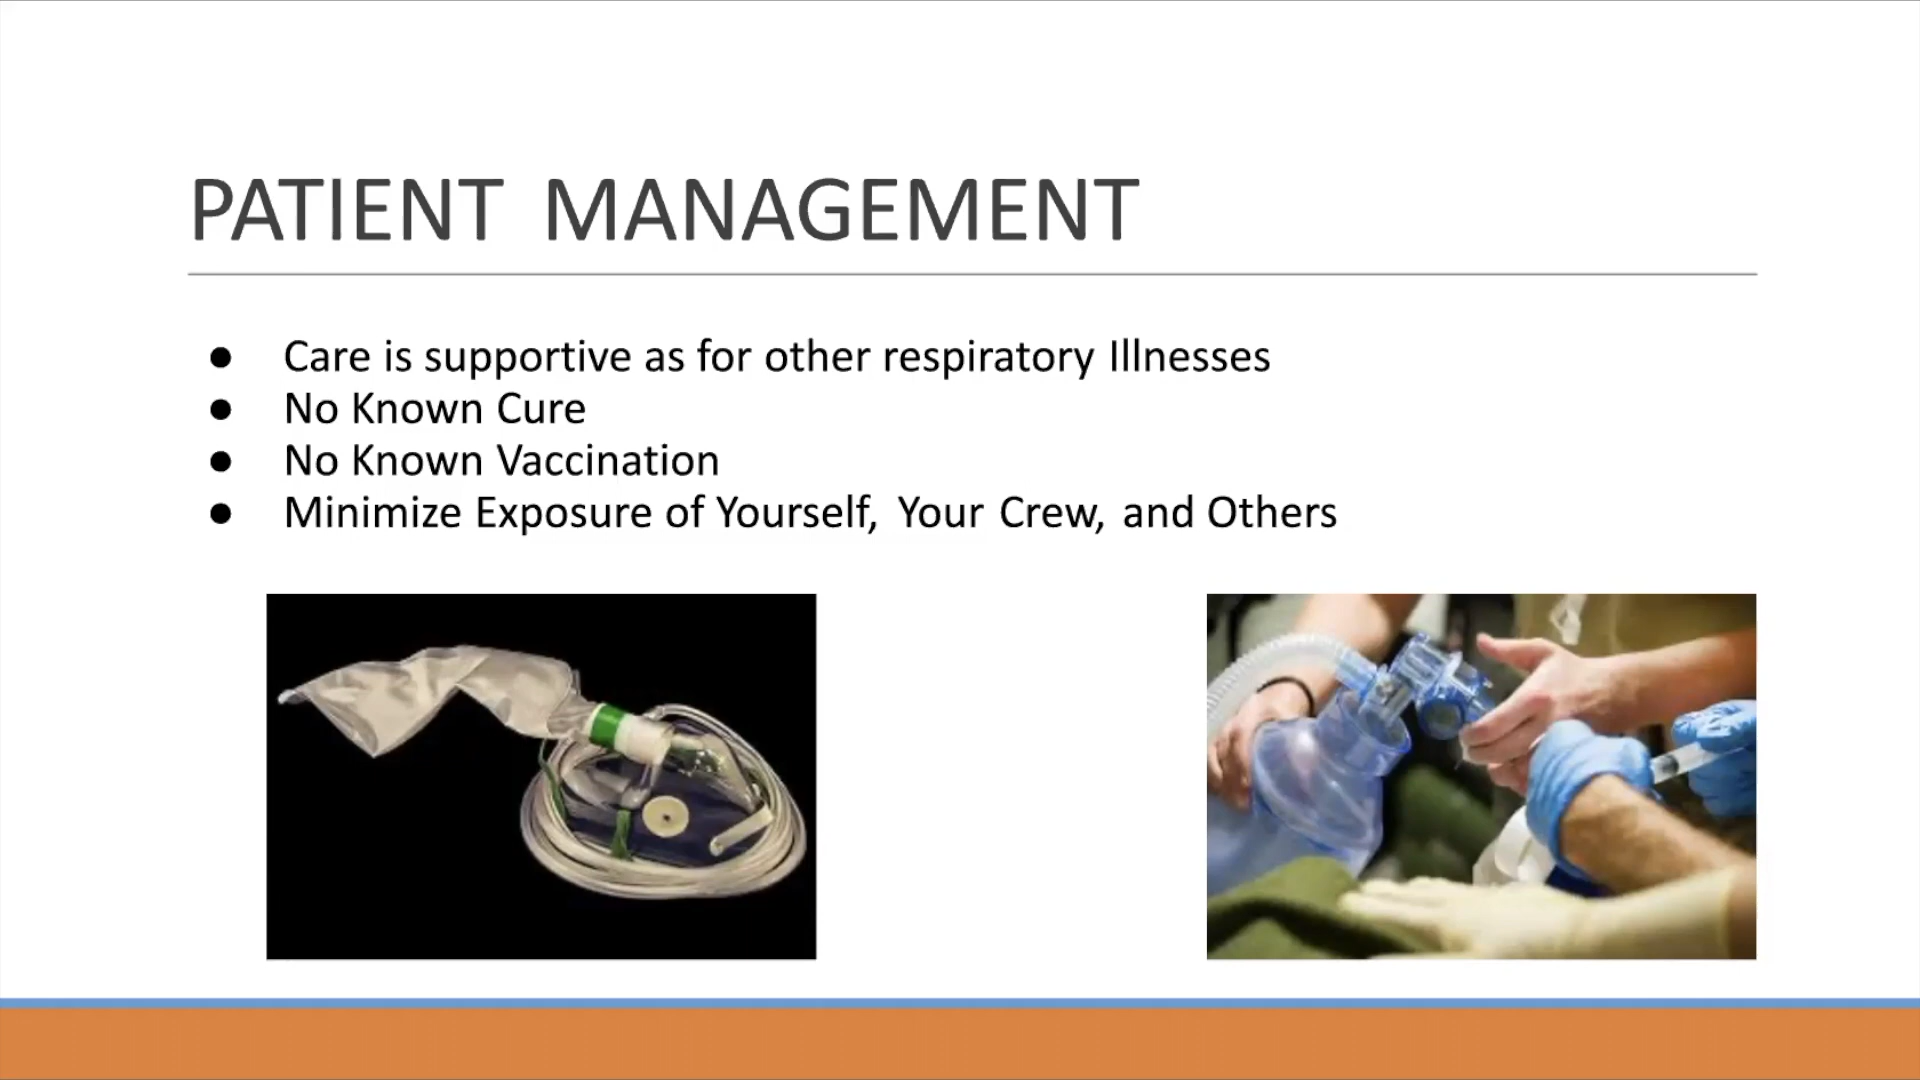 PATIENT MANAGEMENT
● Care is supportive as for other respiratory Illnesses
● No Known Cure
● No Known Vaccination
● Minimize Exposure of Yourself, Your Crew, and Others